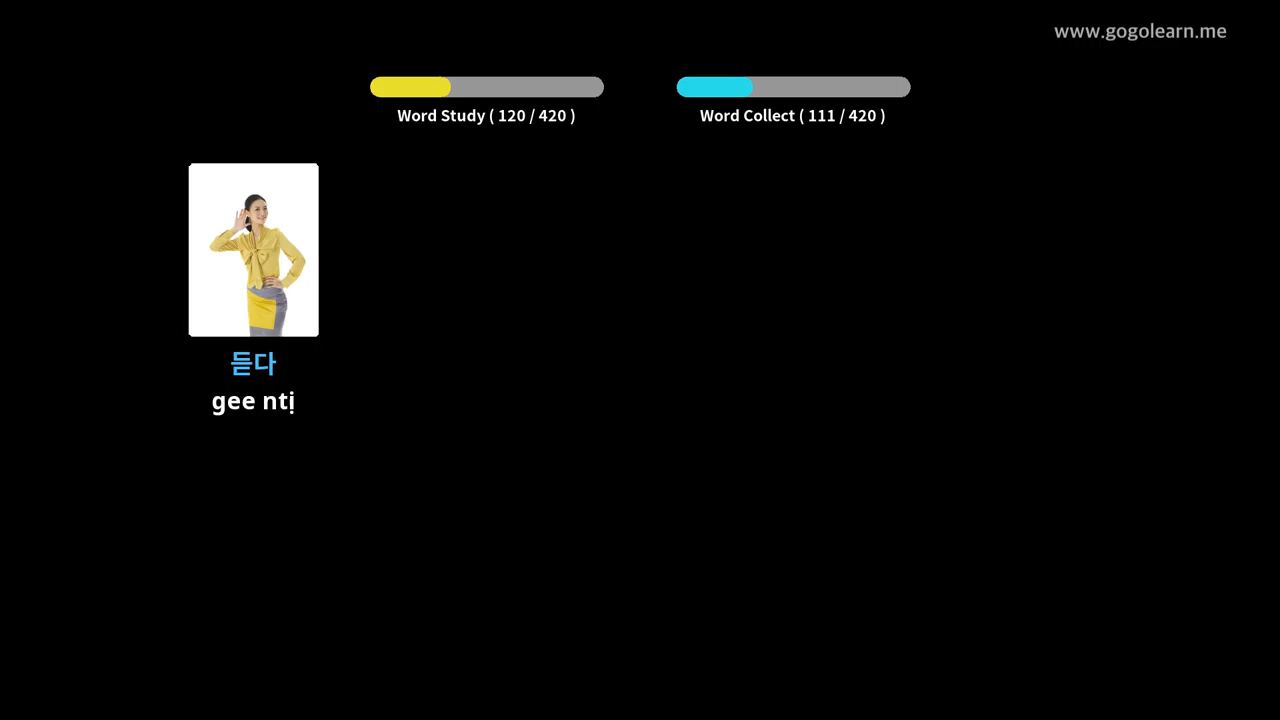 www.gogolearn.me
Word Study ( 120 / 420 )
Word Collect ( 111 / 420 )
듣다
gee ntị